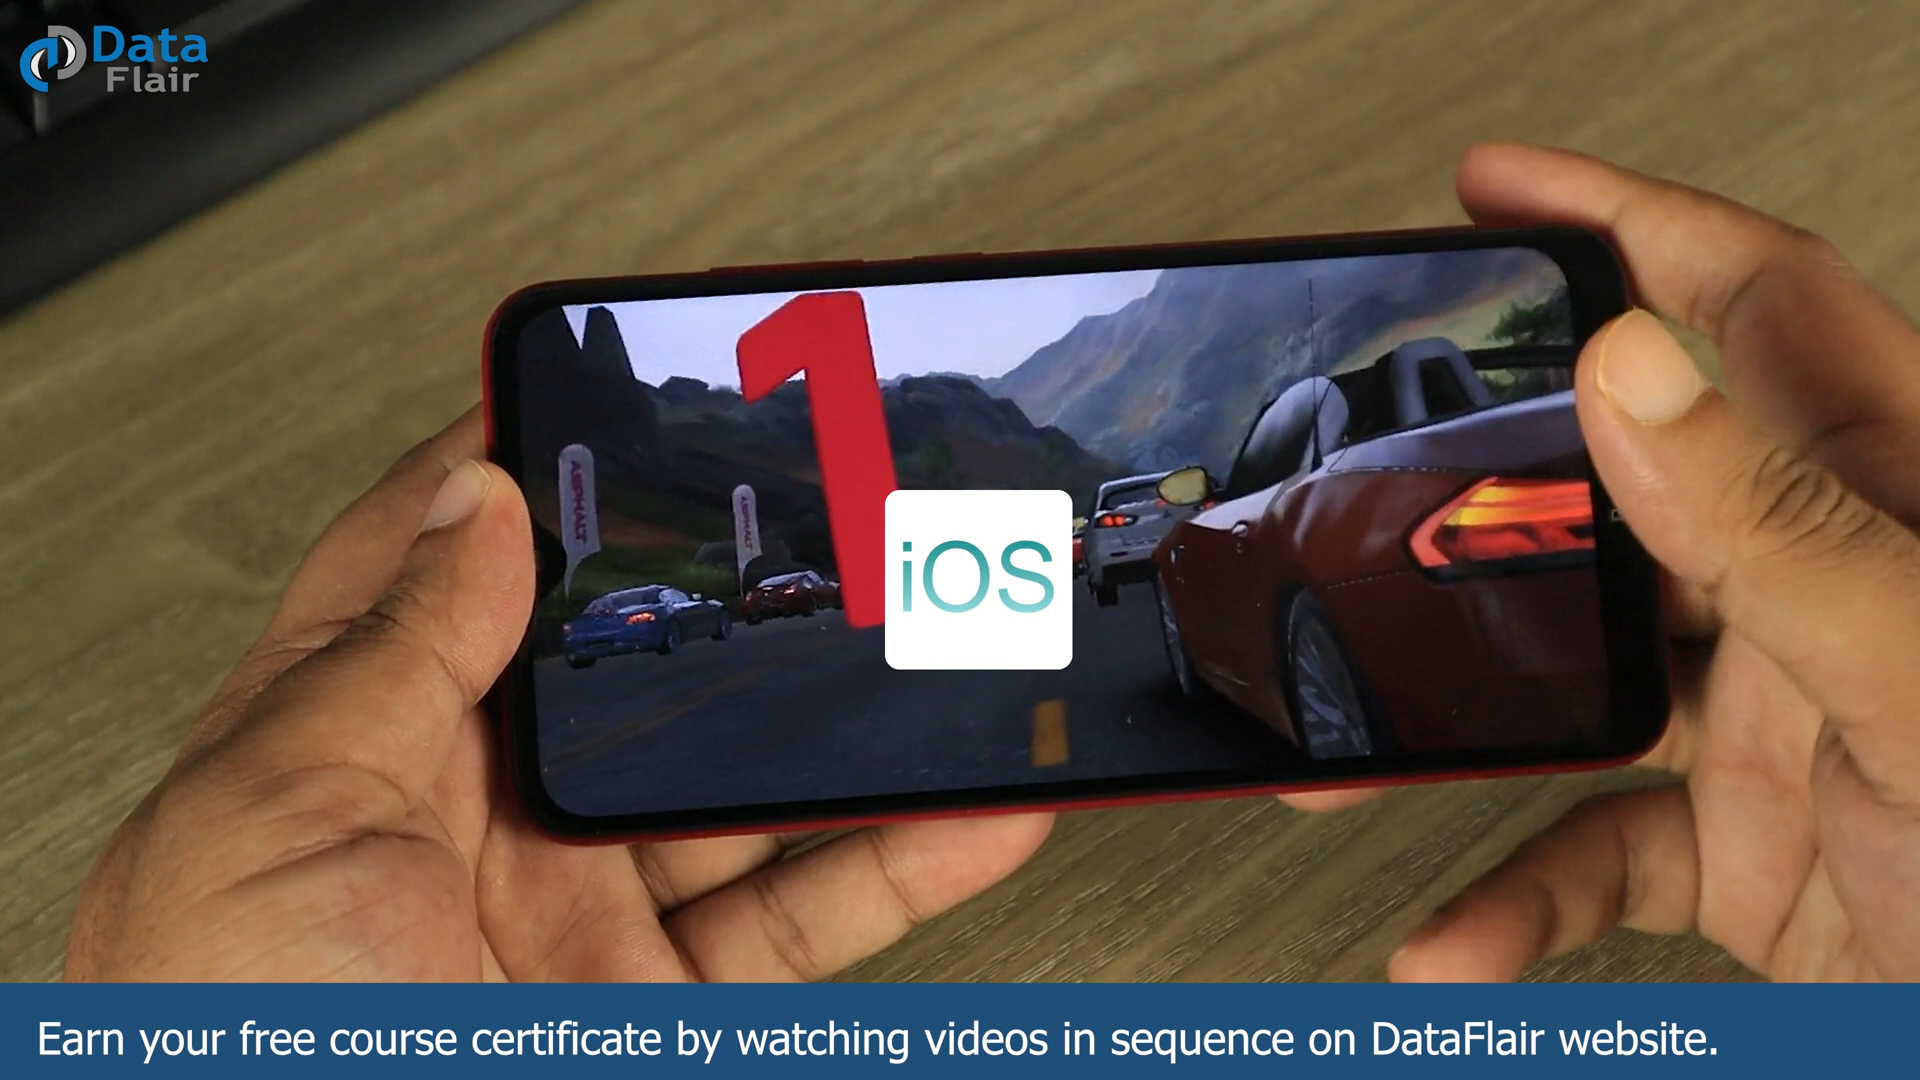 Data
Flair
1
ASPHALT
ASPHALT
iOS
Earn your free course certificate by watching videos in sequence on DataFlair website.